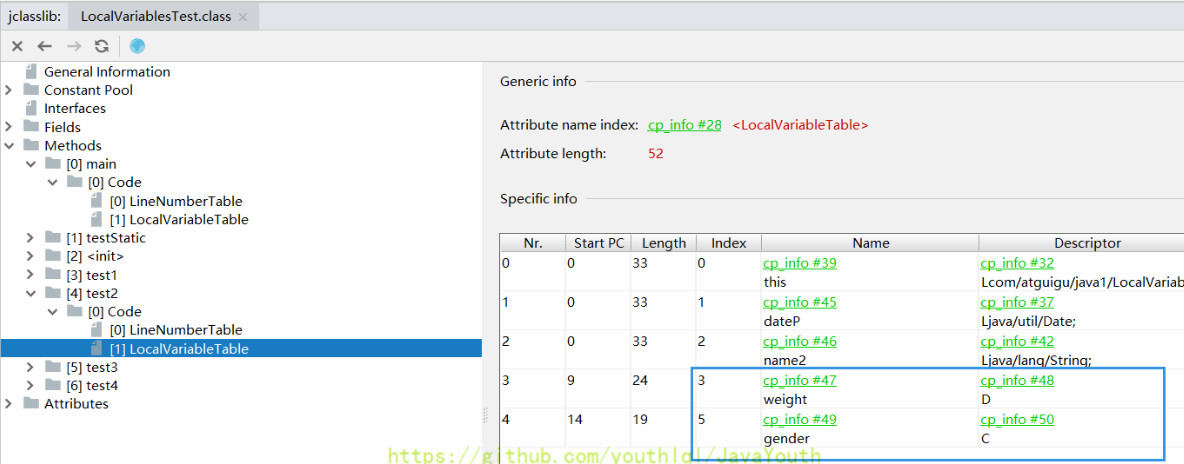 jclasslib: LocalVariablesTest.class
General Information
Constant Pool
Interfaces
Fields
Methods
[0] main
[0] Code
[0] LineNumberTable
[1] LocalVariableTable
[1] testStatic
[2] <init>
[3] test1
[4] test2
[0] Code
[0] LineNumberTable
[1] LocalVariableTable
[5] test3
[6] test4
Attributes
Generic info
Attribute name index: cp_info #28 <LocalVariableTable>
Attribute length: 52
Specific info
Nr. Start PC Length Index Name Descriptor
0 0 33 0 cp_info #39 cp_info #32
this Lcom/atguigu/java1/LocalVariab
1 0 33 1 cp_info #45 cp_info #37
dateP Ljava/util/Date;
2 0 33 2 cp_info #46 cp_info #42
name2 Ljava/lang/String;
3 9 24 3 cp_info #47 cp_info #48
weight D
4 14 19 5 cp_info #49 cp_info #50
gender C
https://github.com/youthlql/JavaYouth